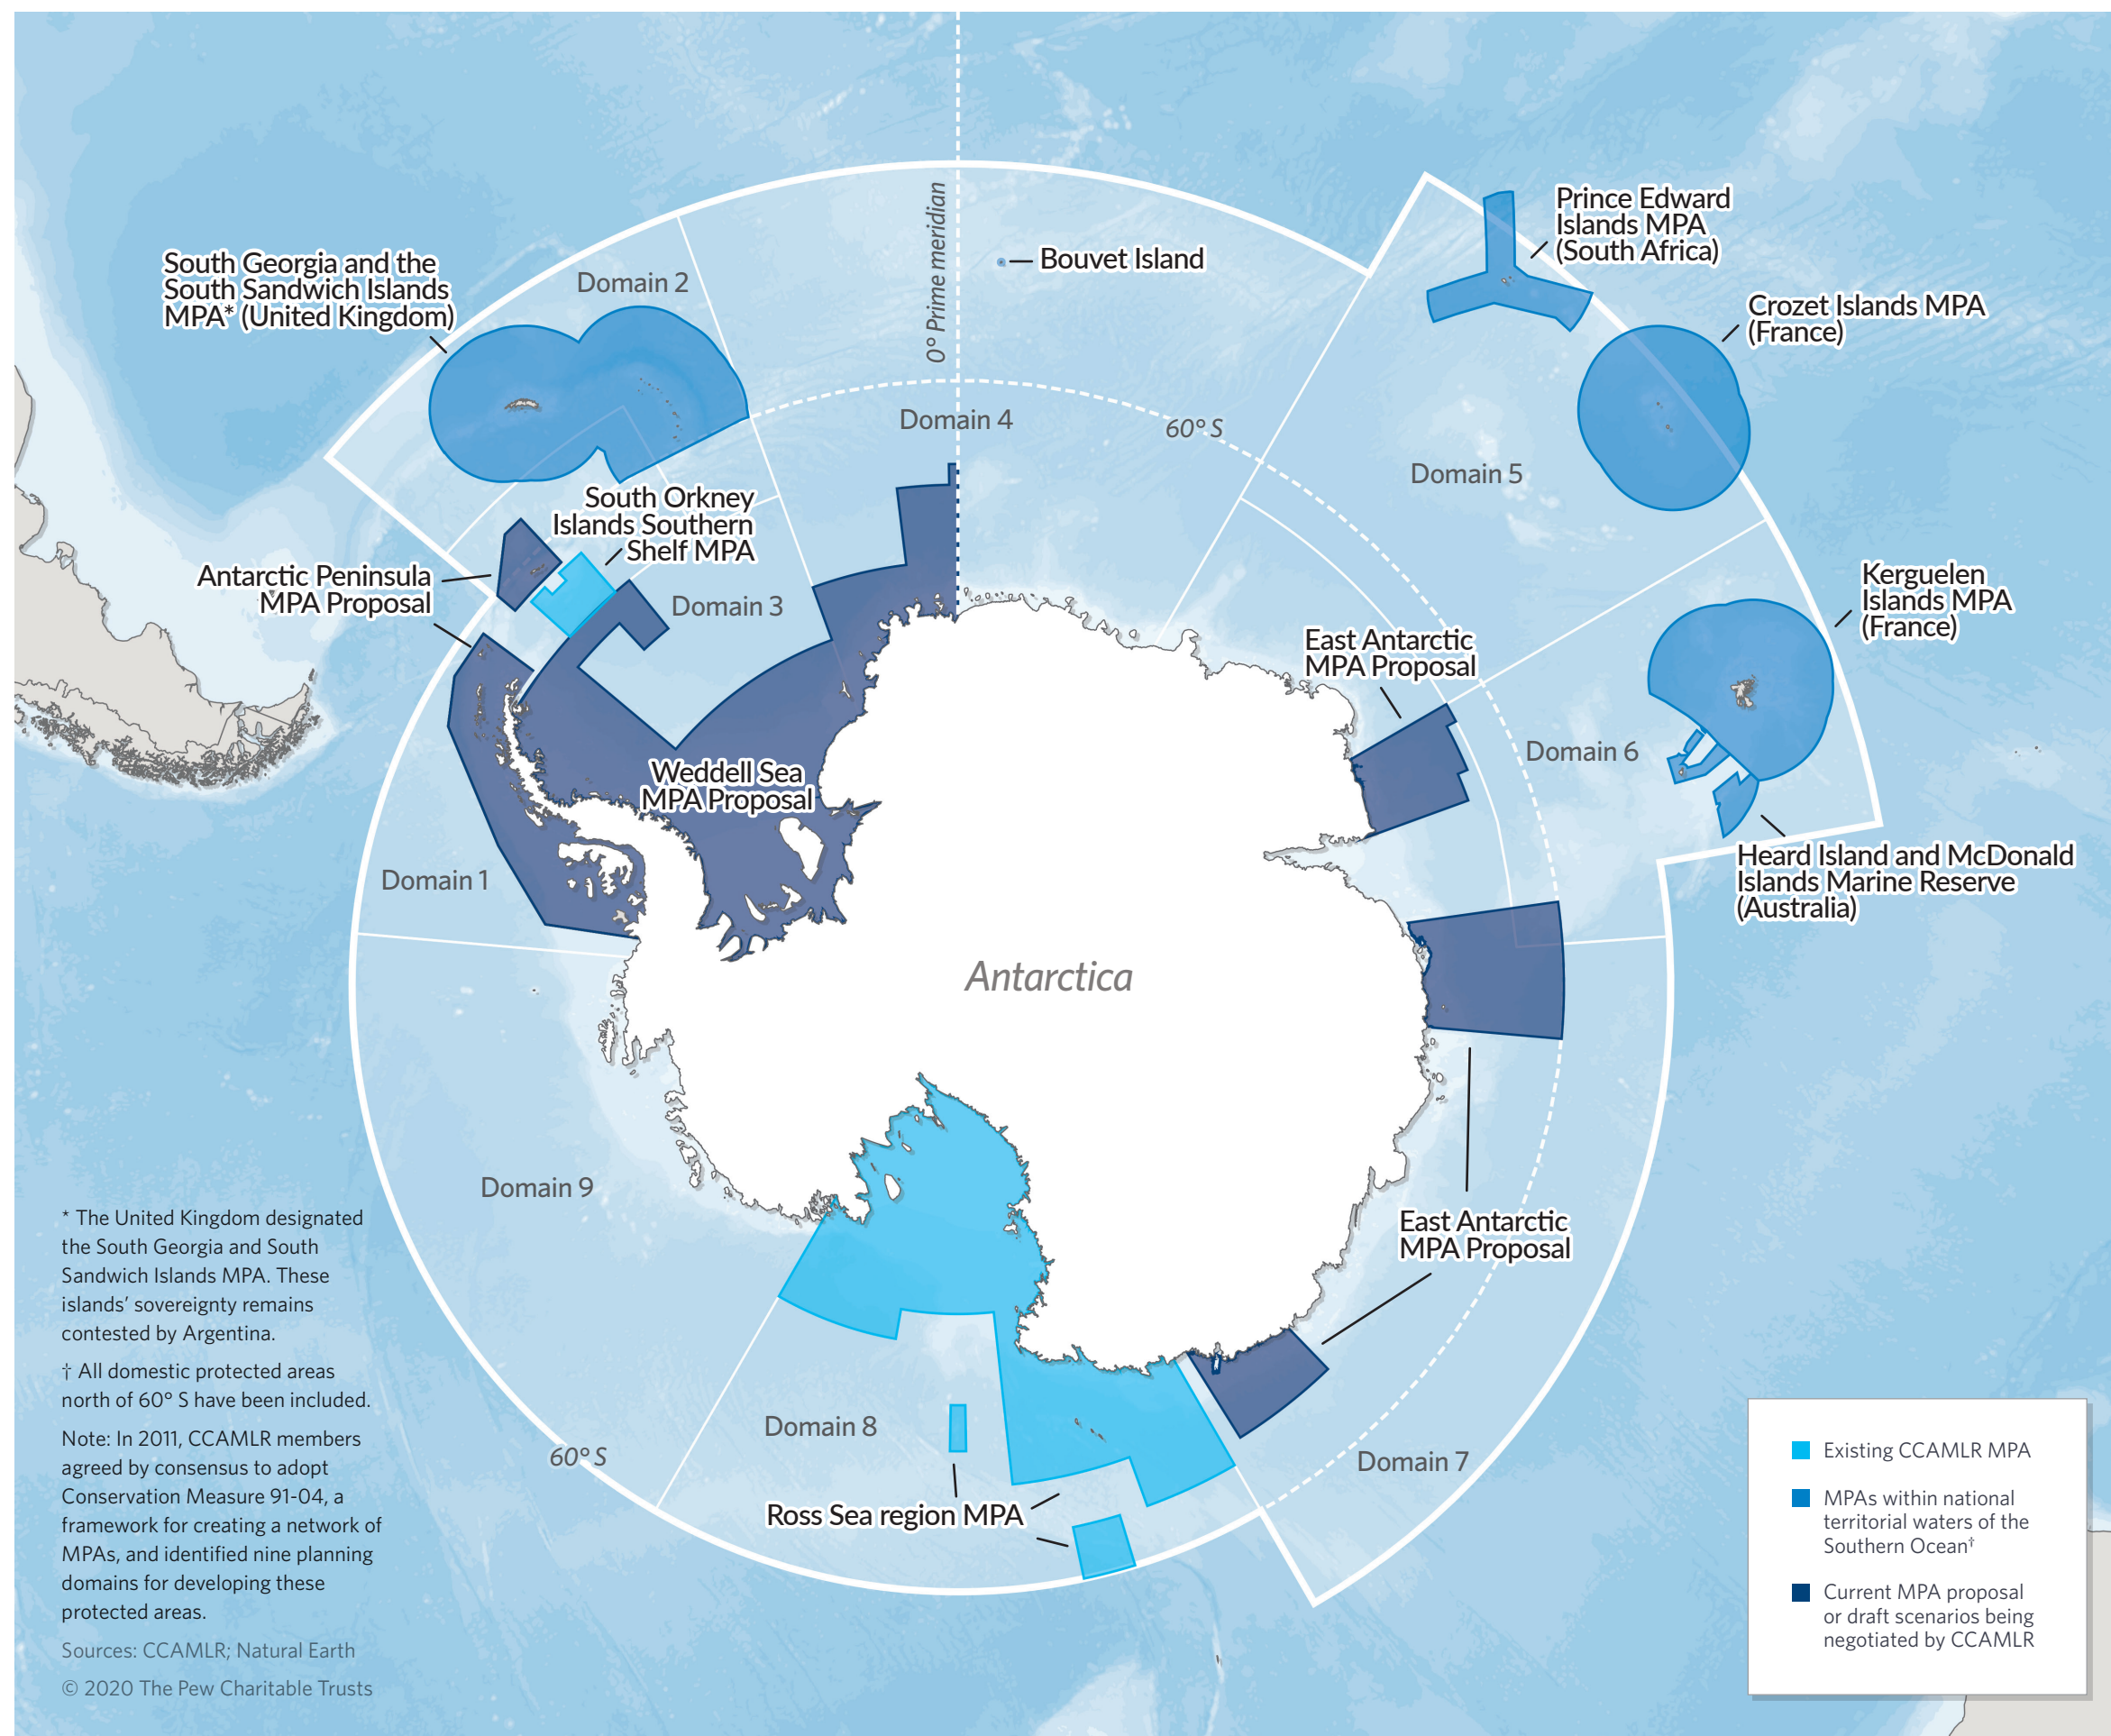 0° Prime meridian
Bouvet Island
Prince Edward
Islands MPA
(South Africa)
South Georgia and the
South Sandwich Islands
MPA* (United Kingdom)
Domain 2
Crozet Islands MPA
(France)
Domain 4
60° S
Domain 5
South Orkney
Islands Southern
Shelf MPA
Antarctic Peninsula
MPA Proposal
Domain 3
Kerguelen
Islands MPA
(France)
East Antarctic
MPA Proposal
Domain 6
Weddell Sea
MPA Proposal
Domain 1
Heard Island and McDonald
Islands Marine Reserve
(Australia)
Antarctica
Domain 9
East Antarctic
MPA Proposal
Domain 8
60° S
Domain 7
Ross Sea region MPA
* The United Kingdom designated
the South Georgia and South
Sandwich Islands MPA. These
islands’ sovereignty remains
contested by Argentina.
† All domestic protected areas
north of 60° S have been included.
Note: In 2011, CCAMLR members
agreed by consensus to adopt
Conservation Measure 91-04, a
framework for creating a network of
MPAs, and identified nine planning
domains for developing these
protected areas.
Sources: CCAMLR; Natural Earth
© 2020 The Pew Charitable Trusts
Existing CCAMLR MPA
MPAs within national
territorial waters of the
Southern Ocean†
Current MPA proposal
or draft scenarios being
negotiated by CCAMLR